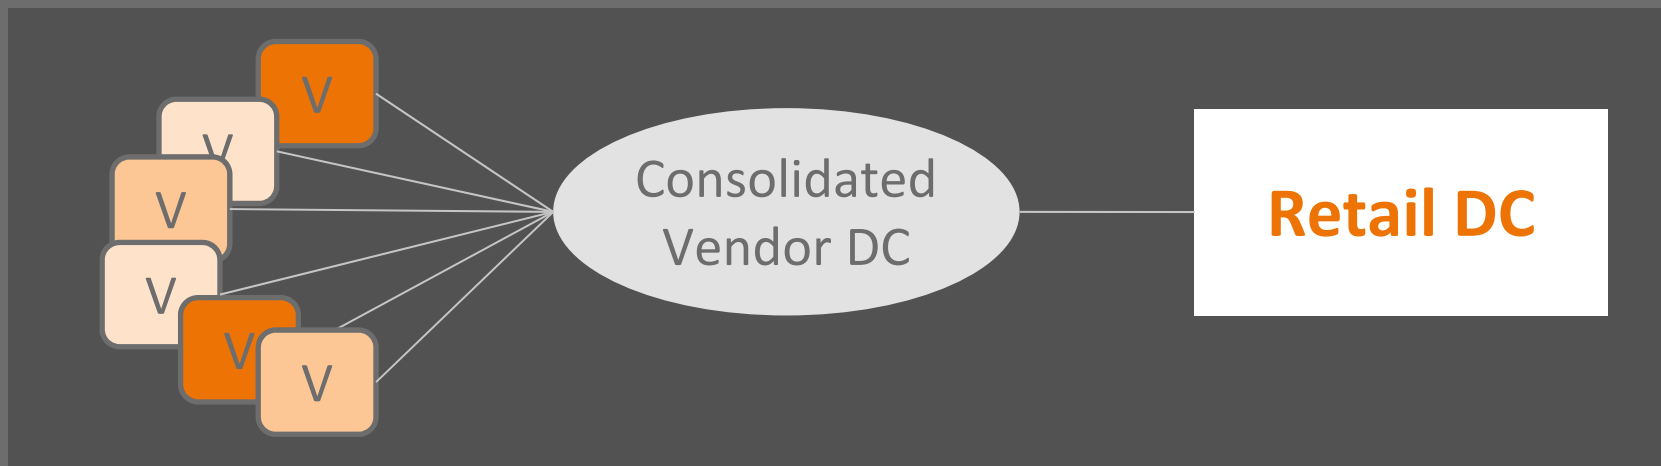 V
V
V
V
V
V
Consolidated
Vendor DC
Retail DC